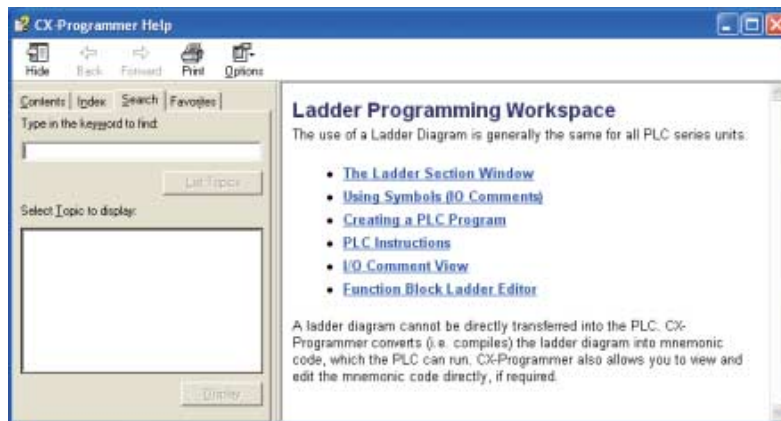 CX-Programmer Help
Hide Back Forward Print Options
Contents Index Search Favorites
Type in the keyword to find:
List Topics
Select Topic to display:
Display
Ladder Programming Workspace
The use of a Ladder Diagram is generally the same for all PLC series units.
• The Ladder Section Window
• Using Symbols (IO Comments)
• Creating a PLC Program
• PLC Instructions
• I/O Comment View
• Function Block Ladder Editor
A ladder diagram cannot be directly transferred into the PLC. CX-
Programmer converts (i.e. compiles) the ladder diagram into mnemonic
code, which the PLC can run. CX-Programmer also allows you to view and
edit the mnemonic code directly, if required.